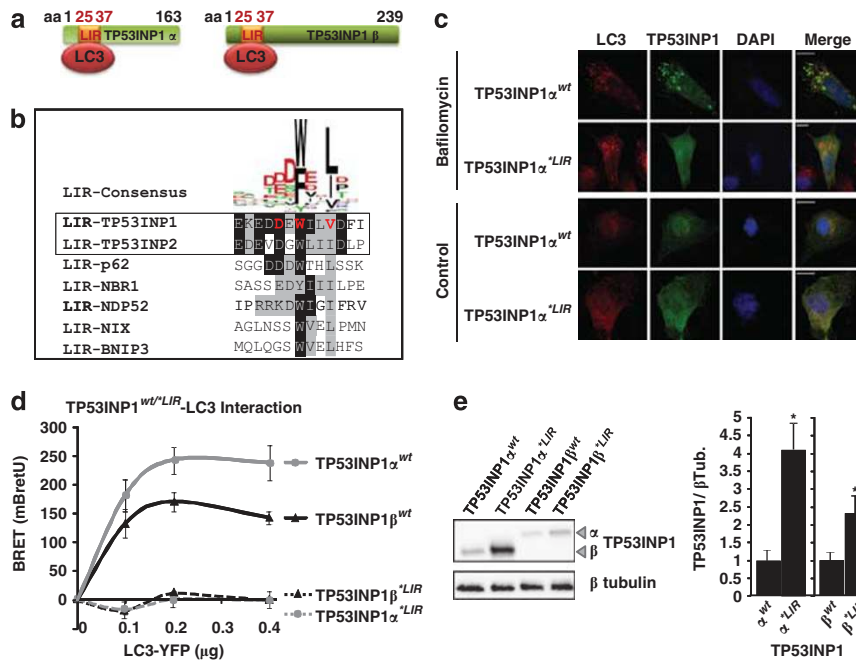 a
aa1 25 37 163
LIR TP53INP1 α
LC3
aa1 25 37 239
LIR TP53INP1 β
LC3
b
LIR-Consensus
LIR-TP53INP1 EKEDDEWILVDFI
LIR-TP53INP2 EDEVDGWLIIDLP
LIR-p62 SGGDDDWTHLSSK
LIR-NBR1 SASSEDYIIILPE
LIR-NDP52 IPRRKDWIGIFRV
LIR-NIX AGLNSSWVELPMN
LIR-BNIP3 MQLQGSWVELHFS
c
LC3 TP53INP1 DAPI Merge
Bafilomycin
TP53INP1α wt
TP53INP1α *LIR
Control
TP53INP1α wt
TP53INP1α *LIR
d
TP53INP1 wt/*LIR-LC3 Interaction
BRET (mBretU)
300
250
200
150
100
50
0
50
0 0.1 0.2 0.4
LC3-YFP (µg)
TP53INP1α wt
TP53INP1β wt
TP53INP1β *LIR
TP53INP1α *LIR
e
TP53INP1α wt
TP53INP1α *LIR
TP53INP1β wt
TP53INP1β *LIR
α
β
TP53INP1
β tubulin
TP53INP1/ βTub.
5
4.5
4
3.5
3
2.5
2
1.5
1
0.5
0
*
*
α wt
α *LIR
β wt
β *LIR
TP53INP1